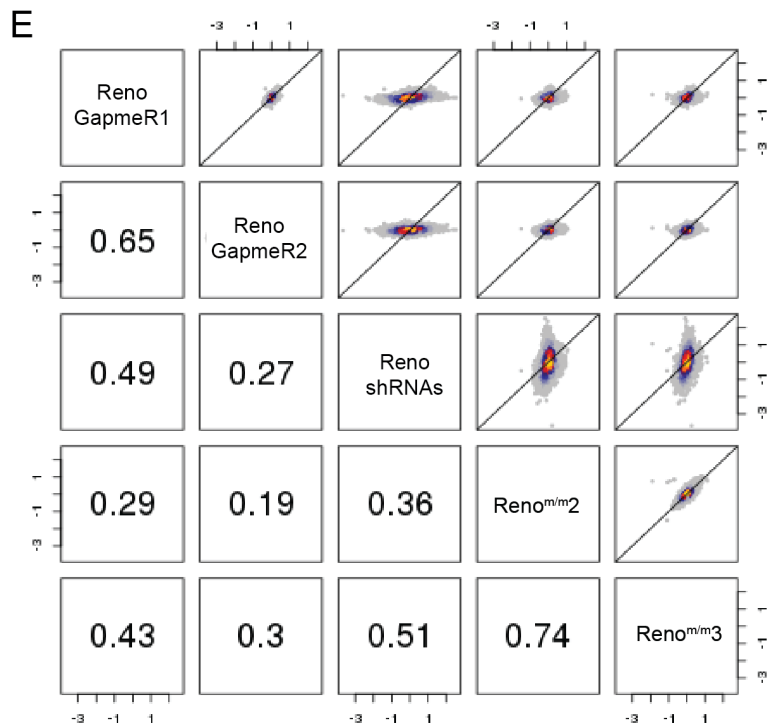 E
-3 -1 1 -3 -1 1
Reno
GapmeR1
-3 -1 1
0.65
Reno
GapmeR2
-3 -1 1
0.49
0.27
Reno
shRNAs
-3 -1 1
0.29
0.19
0.36
Renom/m2
-3 -1 1
0.43
0.3
0.51
0.74
Renom/m3
-3 -1 1
-3 -1 1 -3 -1 1 -3 -1 1